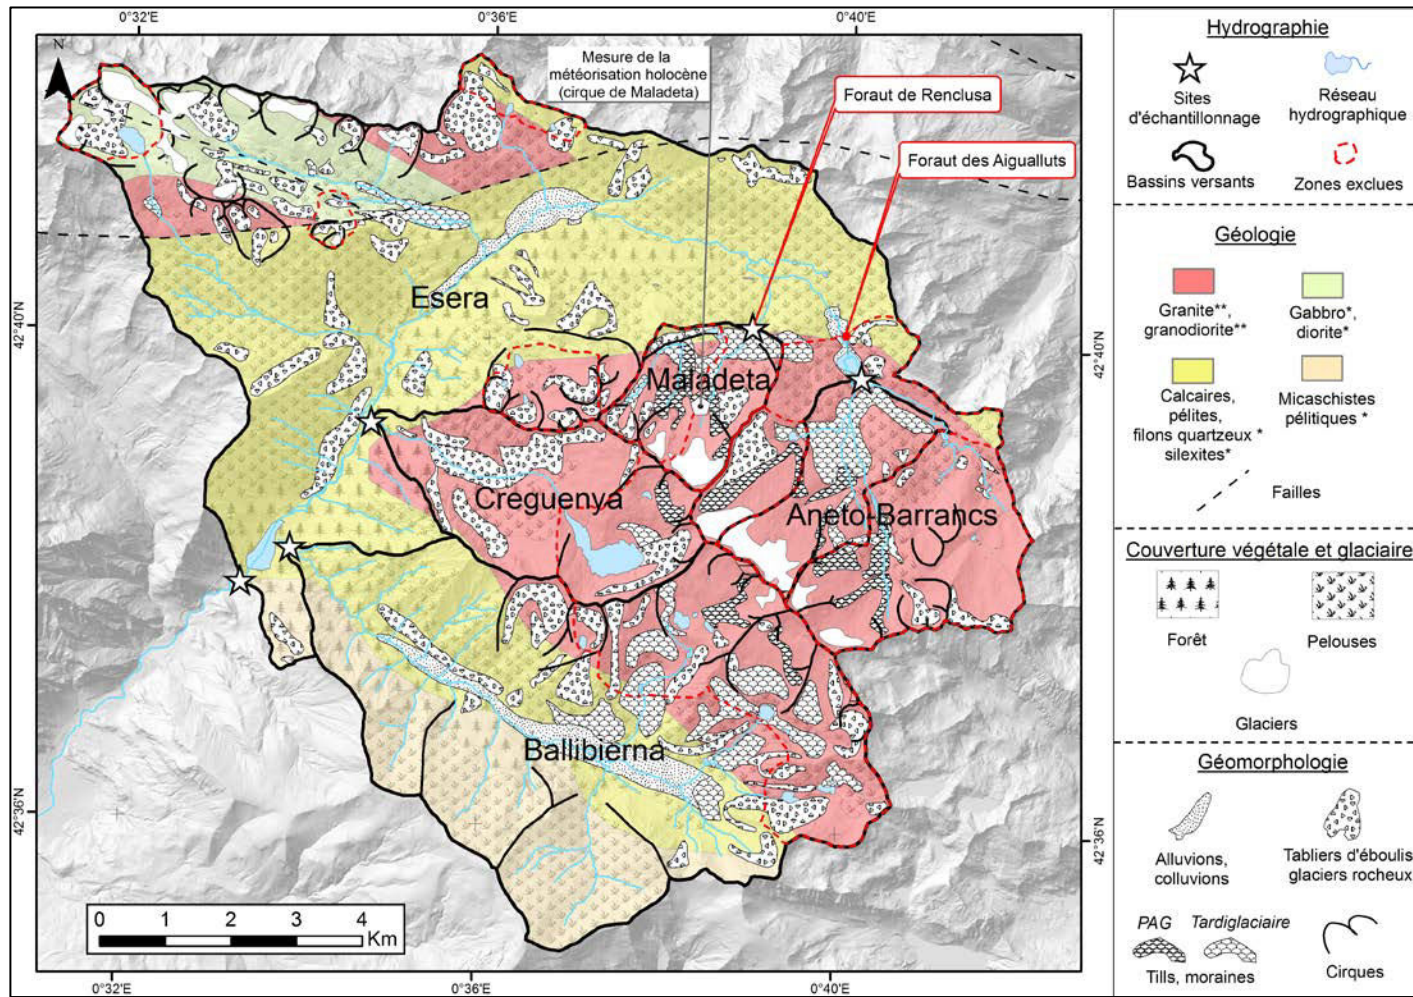 0°32'E
0°36'E
0°40'E
N
Mesure de la
météorisation holocène
(cirque de Maladeta)
Foraut de Renclusa
Foraut des Aiguallluts
42°40'N
42°40'N
Esera
Maladeta
Creguenya
Aneto-Barrancs
Ballibierna
42°36'N
42°36'N
0 1 2 3 4
Km
0°32'E
0°36'E
0°40'E
Hydrographie
Sites
d'échantillonnage
Réseau
hydrographique
Bassins versants
Zones exclues
Géologie
Granite**,
granodiorite**
Gabbro*,
diorite*
Calcaires,
pélites,
filons quartzeux *
silexites*
Micaschistes
pélitiques *
Failles
Couverture végétale et glaciaire
Forêt
Pelouses
Glaciers
Géomorphologie
Alluvions,
colluvions
Tabliers d'éboulis
glaciers rocheux
PAG
Tardiglaciaire
Tills, moraines
Cirques